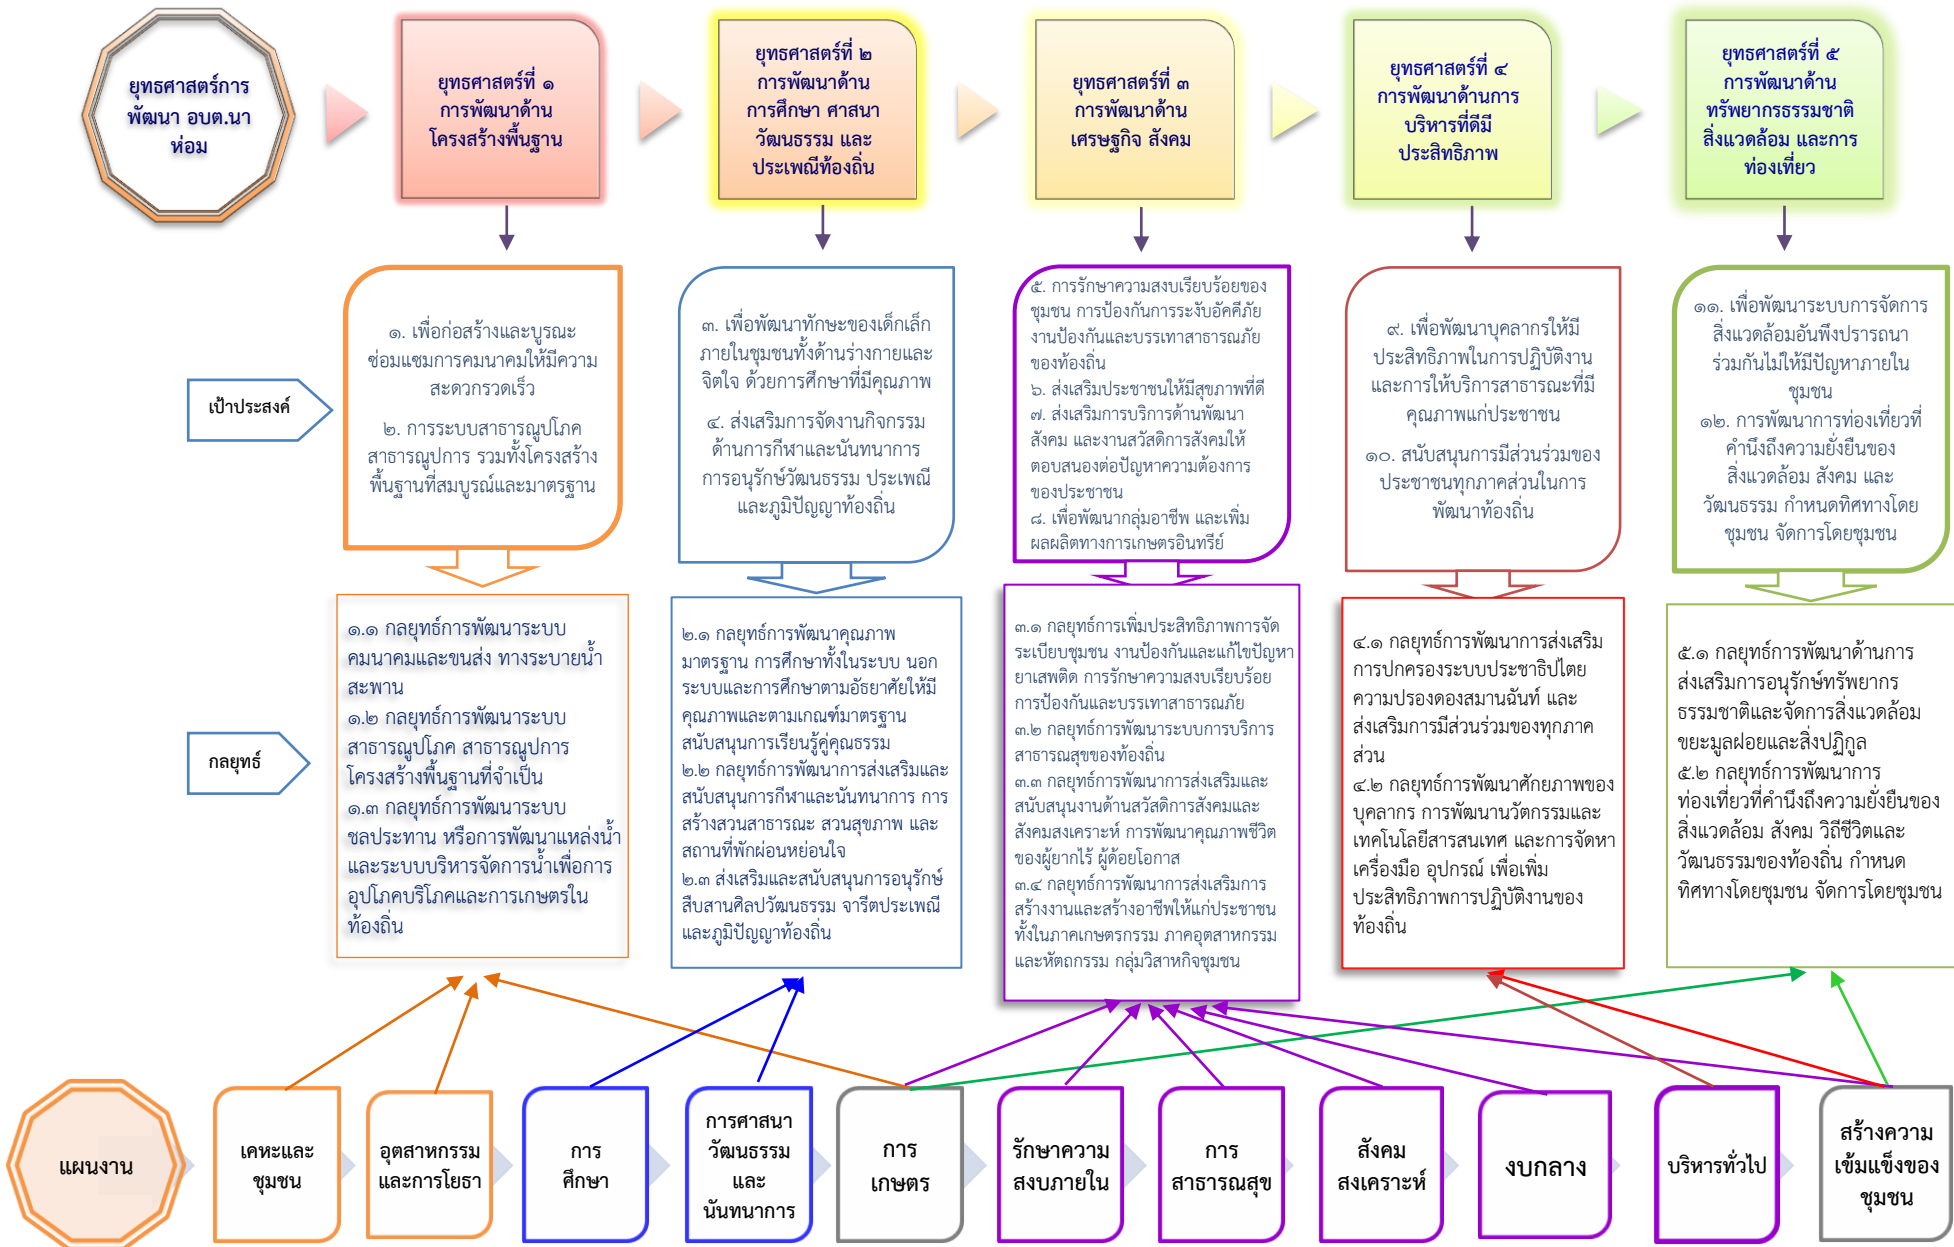 ยุทธศาสตร์การ
พัฒนา อบต.นา
ห่อม
ยุทธศาสตร์ที่ ๑
การพัฒนาด้าน
โครงสร้างพื้นฐาน
ยุทธศาสตร์ที่ ๒
การพัฒนาด้าน
การศึกษา ศาสนา
วัฒนธรรม และ
ประเพณีท้องถิ่น
ยุทธศาสตร์ที่ ๓
การพัฒนาด้าน
เศรษฐกิจ สังคม
ยุทธศาสตร์ที่ ๔
การพัฒนาด้านการ
บริหารที่ดีมี
ประสิทธิภาพ
ยุทธศาสตร์ที่ ๕
การพัฒนาด้าน
ทรัพยากรธรรมชาติ
สิ่งแวดล้อม และการ
ท่องเที่ยว
เป้าประสงค์
๑. เพื่อก่อสร้างและบูรณะ
ซ่อมแซมการคมนาคมให้มีความ
สะดวกรวดเร็ว
๒. การระบบสาธารณูปโภค
สาธารณูปการ รวมทั้งโครงสร้าง
พื้นฐานที่สมบูรณ์และมาตรฐาน
๓. เพื่อพัฒนาทักษะของเด็กเล็ก
ภายในชุมชนทั้งด้านร่างกายและ
จิตใจ ด้วยการศึกษาที่มีคุณภาพ
๔. ส่งเสริมการจัดงานกิจกรรม
ด้านการกีฬาและนันทนาการ
การอนุรักษ์วัฒนธรรม ประเพณี
และภูมิปัญญาท้องถิ่น
๕. การรักษาความสงบเรียบร้อยของ
ชุมชน การป้องกันการระงับอัคคีภัย
งานป้องกันและบรรเทาสาธารณภัย
ของท้องถิ่น
๖. ส่งเสริมประชาชนให้มีสุขภาพที่ดี
๗. ส่งเสริมการบริการด้านพัฒนา
สังคม และงานสวัสดิการสังคมให้
ตอบสนองต่อปัญหาความต้องการ
ของประชาชน
๘. เพื่อพัฒนากลุ่มอาชีพ และเพิ่ม
ผลผลิตทางการเกษตรอินทรีย์
๙. เพื่อพัฒนาบุคลากรให้มี
ประสิทธิภาพในการปฏิบัติงาน
และการให้บริการสาธารณะที่มี
คุณภาพแก่ประชาชน
๑๐. สนับสนุนการมีส่วนร่วมของ
ประชาชนทุกภาคส่วนในการ
พัฒนาท้องถิ่น
๑๑. เพื่อพัฒนาระบบการจัดการ
สิ่งแวดล้อมอันพึงปรารถนา
ร่วมกันไม่ให้มีปัญหาภายใน
ชุมชน
๑๒. การพัฒนาการท่องเที่ยวที่
คำนึงถึงความยั่งยืนของ
สิ่งแวดล้อม สังคม และ
วัฒนธรรม กำหนดทิศทางโดย
ชุมชน จัดการโดยชุมชน
กลยุทธ์
๑.๑ กลยุทธ์การพัฒนาระบบ
คมนาคมและขนส่ง ทางระบายน้ำ
สะพาน
๑.๒ กลยุทธ์การพัฒนาระบบ
สาธารณูปโภค สาธารณูปการ
โครงสร้างพื้นฐานที่จำเป็น
๑.๓ กลยุทธ์การพัฒนาระบบ
ชลประทาน หรือการพัฒนาแหล่งน้ำ
และระบบบริหารจัดการน้ำเพื่อการ
อุปโภคบริโภคและการเกษตรใน
ท้องถิ่น
๒.๑ กลยุทธ์การพัฒนาคุณภาพ
มาตรฐาน การศึกษาทั้งในระบบ นอก
ระบบและการศึกษาตามอัธยาศัยให้มี
คุณภาพและตามเกณฑ์มาตรฐาน
สนับสนุนการเรียนรู้คู่คุณธรรม
๒.๒ กลยุทธ์การพัฒนาการส่งเสริมและ
สนับสนุนการกีฬาและนันทนาการ การ
สร้างสวนสาธารณะ สวนสุขภาพ และ
สถานที่พักผ่อนหย่อนใจ
๒.๓ ส่งเสริมและสนับสนุนการอนุรักษ์
สืบสานศิลปวัฒนธรรม จารีตประเพณี
และภูมิปัญญาท้องถิ่น
๓.๑ กลยุทธ์การเพิ่มประสิทธิภาพการจัด
ระเบียบชุมชน งานป้องกันและแก้ไขปัญหา
ยาเสพติด การรักษาความสงบเรียบร้อย
การป้องกันและบรรเทาสาธารณภัย
๓.๒ กลยุทธ์การพัฒนาระบบการบริการ
สาธารณสุขของท้องถิ่น
๓.๓ กลยุทธ์การพัฒนาการส่งเสริมและ
สนับสนุนงานด้านสวัสดิการสังคมและ
สังคมสงเคราะห์ การพัฒนาคุณภาพชีวิต
ของผู้ยากไร้ ผู้ด้อยโอกาส
๓.๔ กลยุทธ์การพัฒนาการส่งเสริมการ
สร้างงานและสร้างอาชีพให้แก่ประชาชน
ทั้งในภาคเกษตรกรรม ภาคอุตสาหกรรม
และหัตถกรรม กลุ่มวิสาหกิจชุมชน
๔.๑ กลยุทธ์การพัฒนาการส่งเสริม
การปกครองระบบประชาธิปไตย
ความปรองดองสมานฉันท์ และ
ส่งเสริมการมีส่วนร่วมของทุกภาค
ส่วน
๔.๒ กลยุทธ์การพัฒนาศักยภาพของ
บุคลากร การพัฒนานวัตกรรมและ
เทคโนโลยีสารสนเทศ และการจัดหา
เครื่องมือ อุปกรณ์ เพื่อเพิ่ม
ประสิทธิภาพการปฏิบัติงานของ
ท้องถิ่น
๕.๑ กลยุทธ์การพัฒนาด้านการ
ส่งเสริมการอนุรักษ์ทรัพยากร
ธรรมชาติและจัดการสิ่งแวดล้อม
ขยะมูลฝอยและสิ่งปฏิกูล
๕.๒ กลยุทธ์การพัฒนาการ
ท่องเที่ยวที่คำนึงถึงความยั่งยืนของ
สิ่งแวดล้อม สังคม วิถีชีวิตและ
วัฒนธรรมของท้องถิ่น กำหนด
ทิศทางโดยชุมชน จัดการโดยชุมชน
แผนงาน
เคหะและ
ชุมชน
อุตสาหกรรม
และการโยธา
การ
ศึกษา
การศาสนา
วัฒนธรรม
และ
นันทนาการ
การ
เกษตร
รักษาความ
สงบภายใน
การ
สาธารณสุข
สังคม
สงเคราะห์
งบกลาง
บริหารทั่วไป
สร้างความ
เข้มแข็งของ
ชุมชน